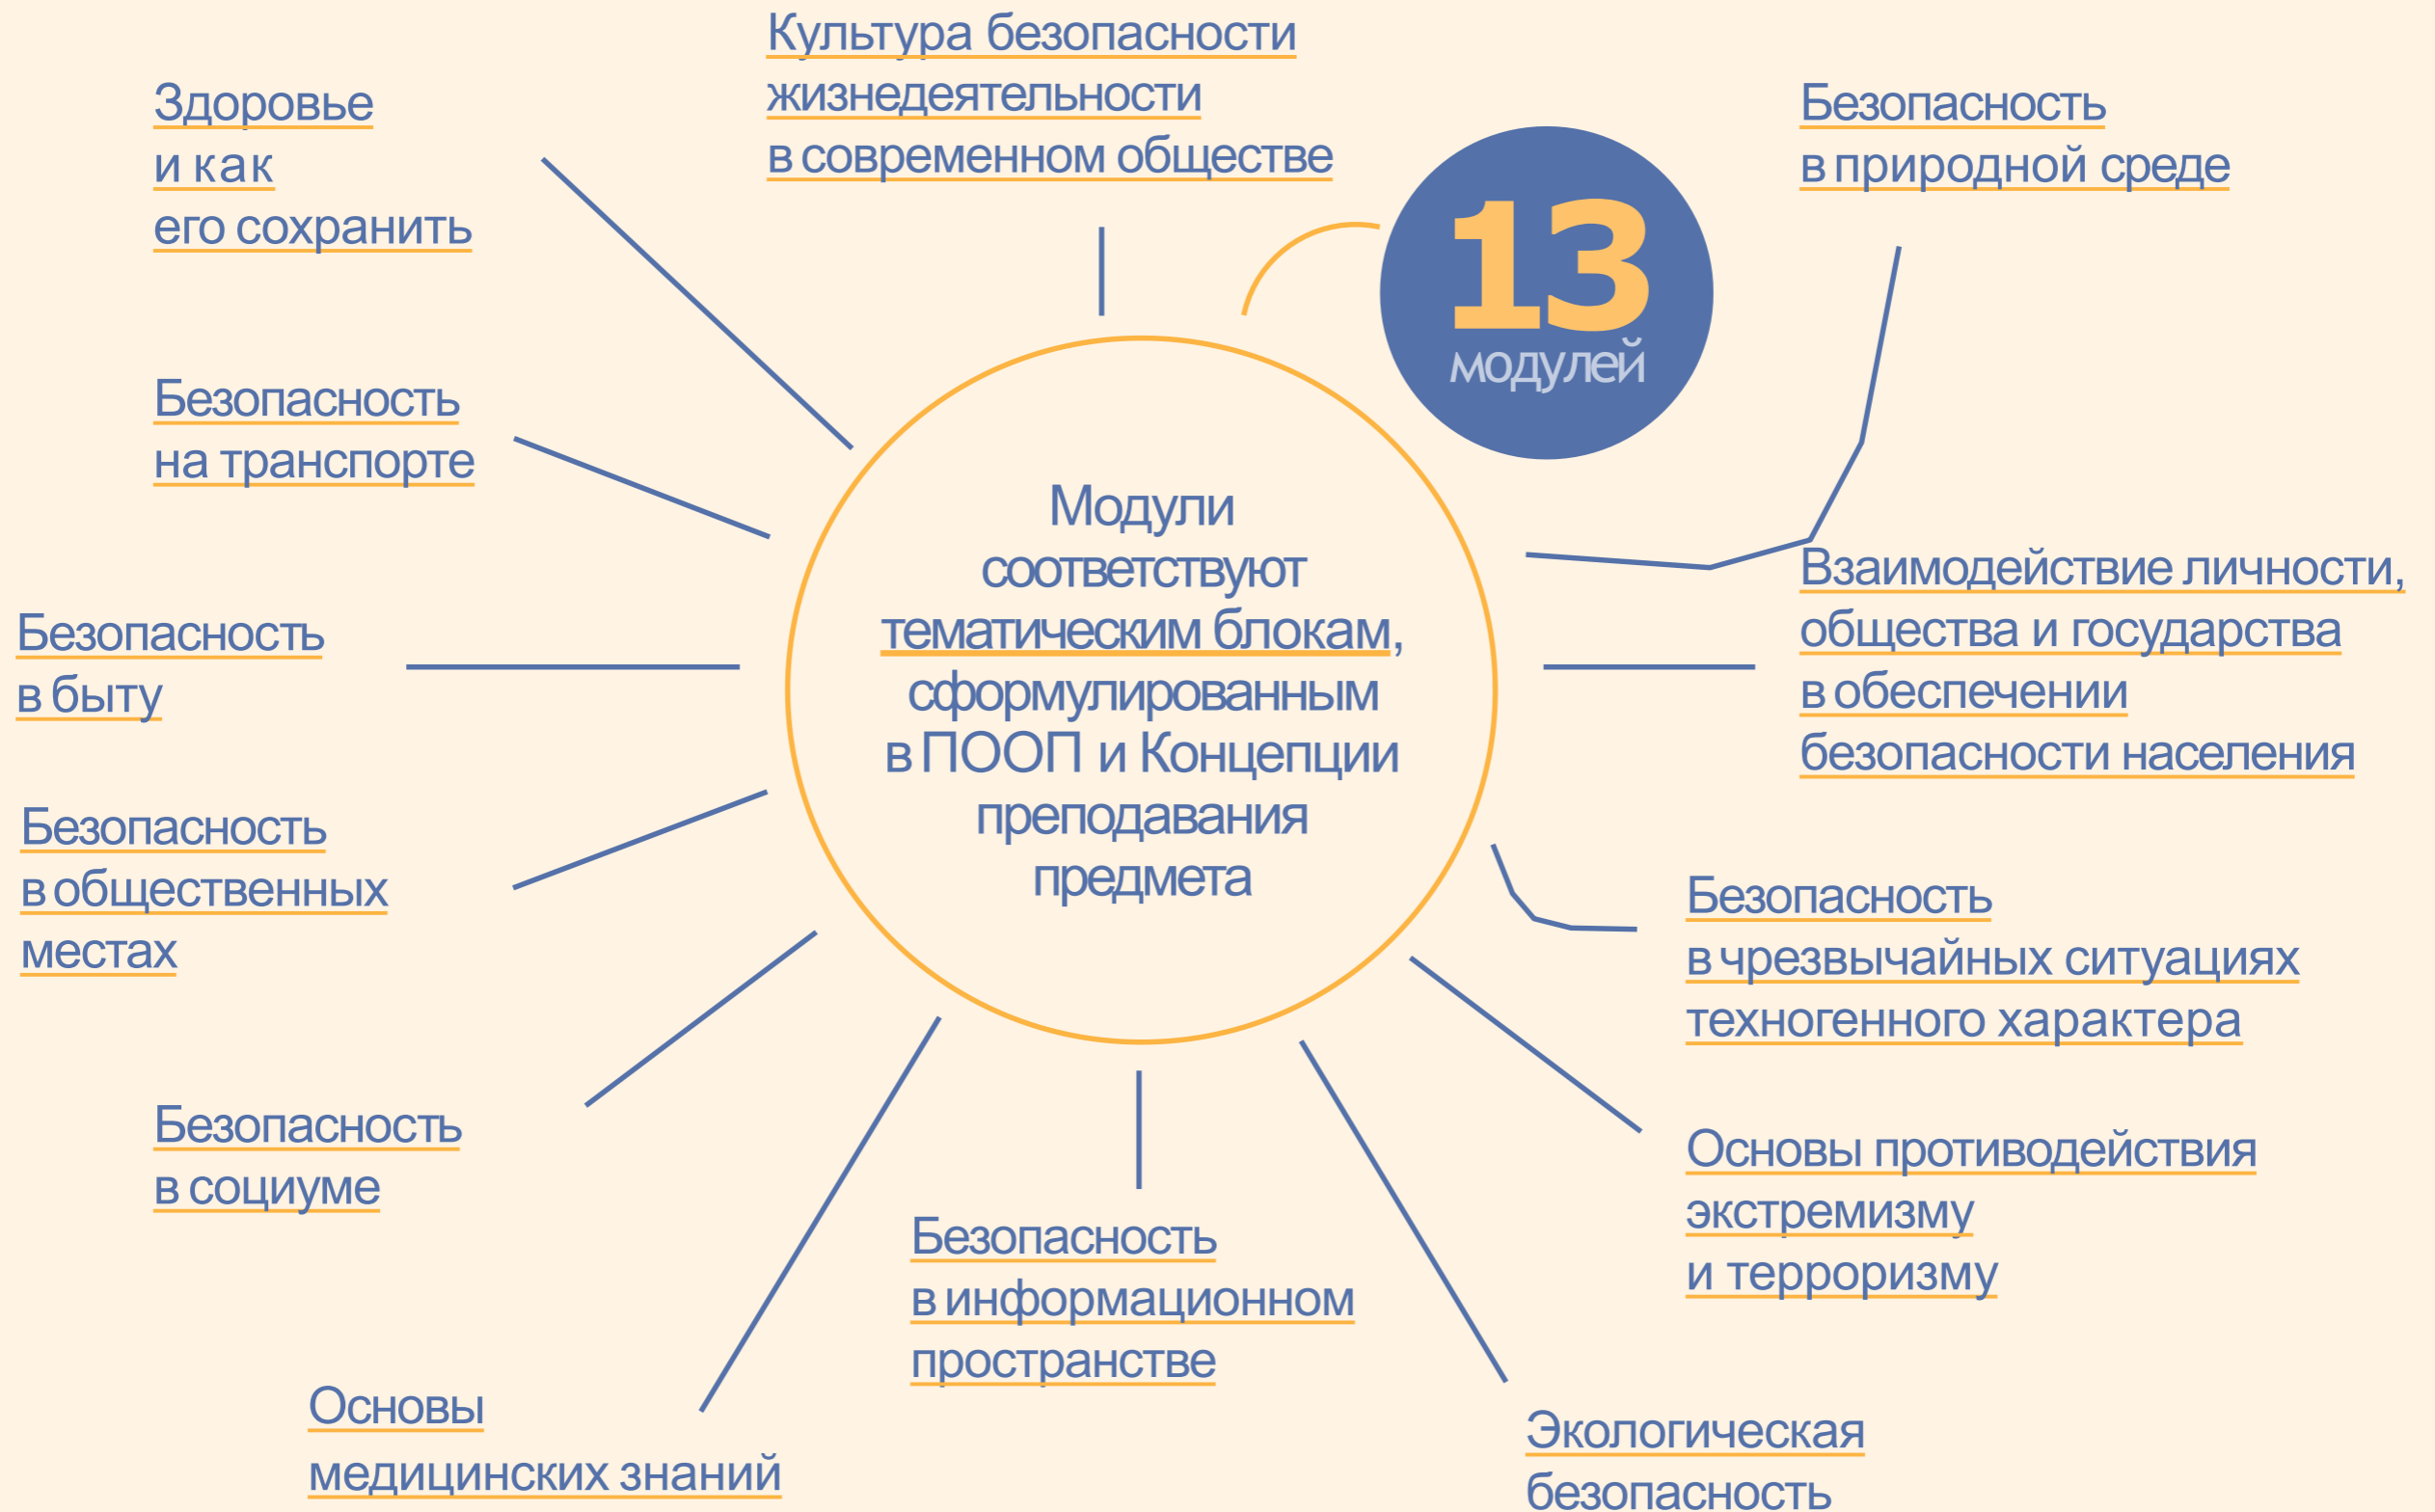 Культура безопасности
жизнедеятельности
в современном обществе
Здоровье
и как
его сохранить
Безопасность
в природной среде
13
модулей
Безопасность
на транспорте
Модули
соответствуют
тематическим блокам,
сформулированным
в ПООП и Концепции
преподавания
предмета
Безопасность
в быту
Взаимодействие личности,
общества и государства
в обеспечении
безопасности населения
Безопасность
в общественных
местах
Безопасность
в чрезвычайных ситуациях
техногенного характера
Безопасность
в социуме
Основы противодействия
экстремизму
и терроризму
Безопасность
в информационном
пространстве
Основы
медицинских знаний
Экологическая
безопасность